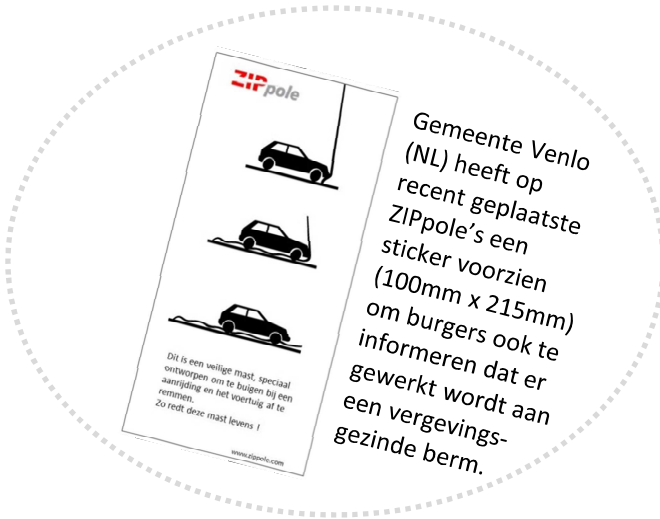 ZIPpole
Dit is een veilige mast, speciaal
ontworpen om te buigen bij een
aanrijding en het voertuig af te
remmen.
Zo redt deze mast levens !
www.zippole.com
Gemeente Venlo
(NL) heeft op
recent geplaatste
ZIPpole's een
sticker voorzien
(100mm x 215mm)
om burgers ook te
informeren dat er
gewerkt wordt aan
een vergevings-
gezinde berm.